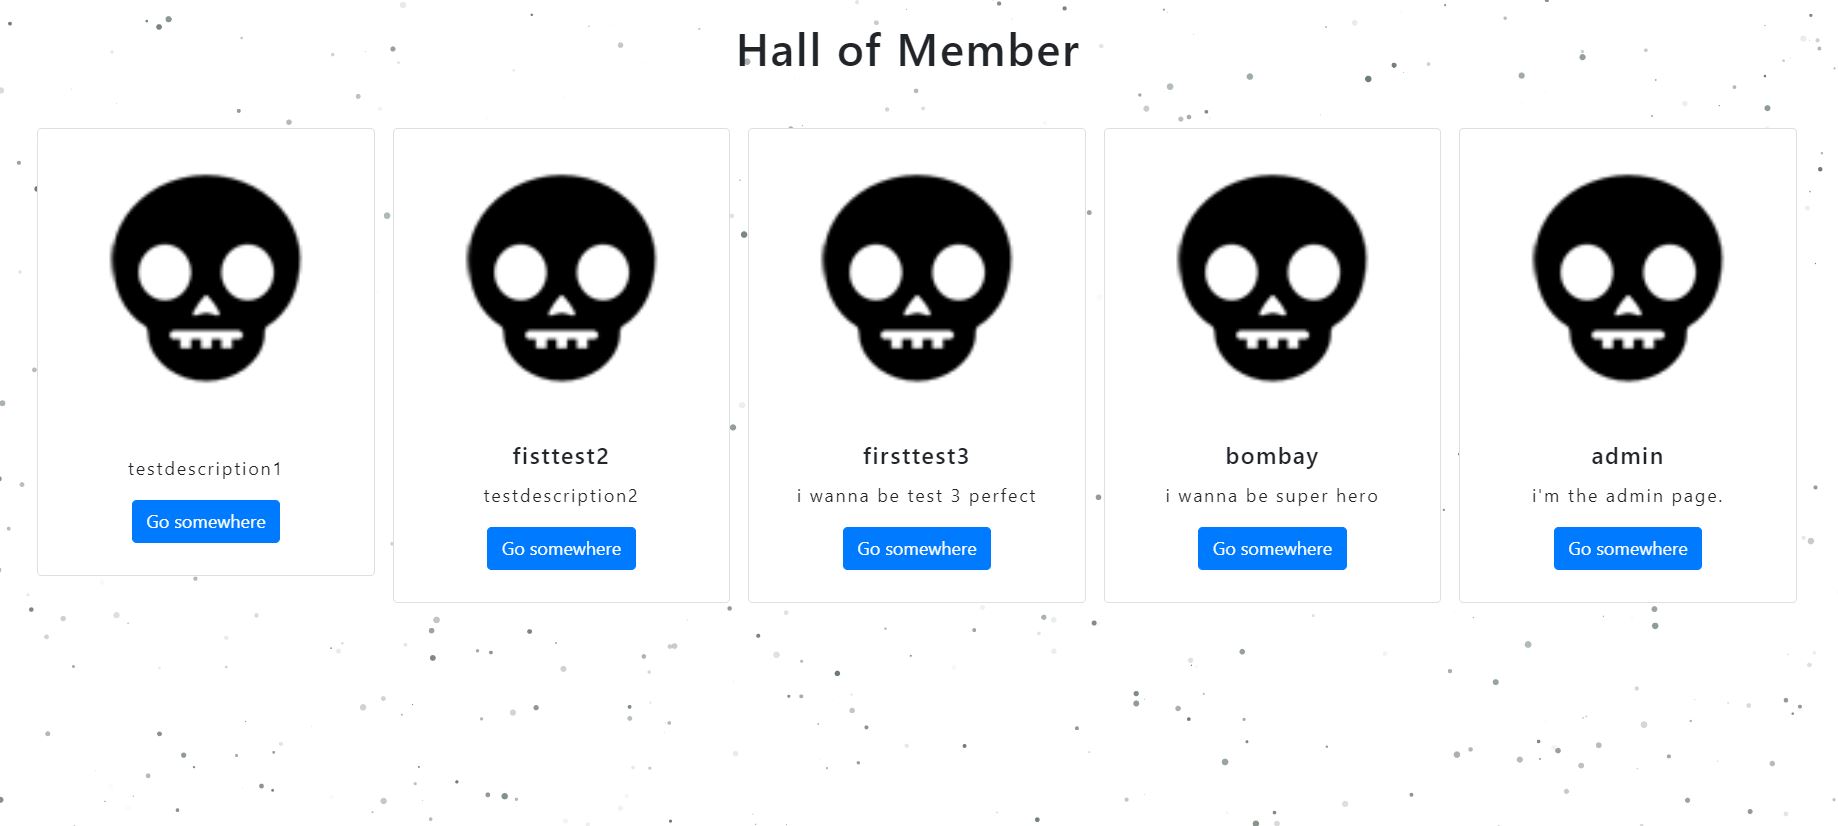 Hall of Member
testdescription1
Go somewhere
fisttest2
testdescription2
Go somewhere
firsttest3
i wanna be test 3 perfect
Go somewhere
bombay
i wanna be super hero
Go somewhere
admin
i'm the admin page.
Go somewhere